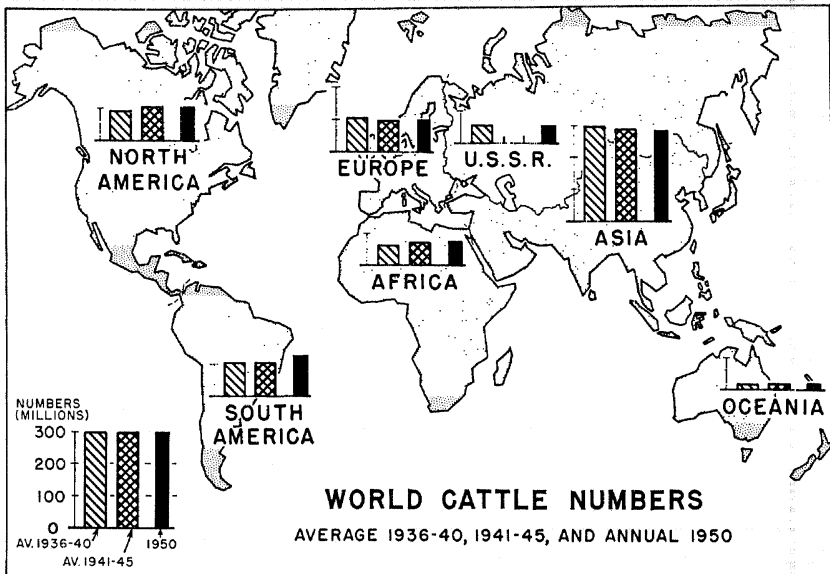 NORTH
AMERICA
EUROPE
U.S.S.R.
ASIA
AFRICA
SOUTH
AMERICA
OCEANIA
NUMBERS
(MILLIONS)
300
200
100
0
AV. 1936-40
AV. 1941-45
1950
WORLD CATTLE NUMBERS
AVERAGE 1936-40, 1941-45, AND ANNUAL 1950